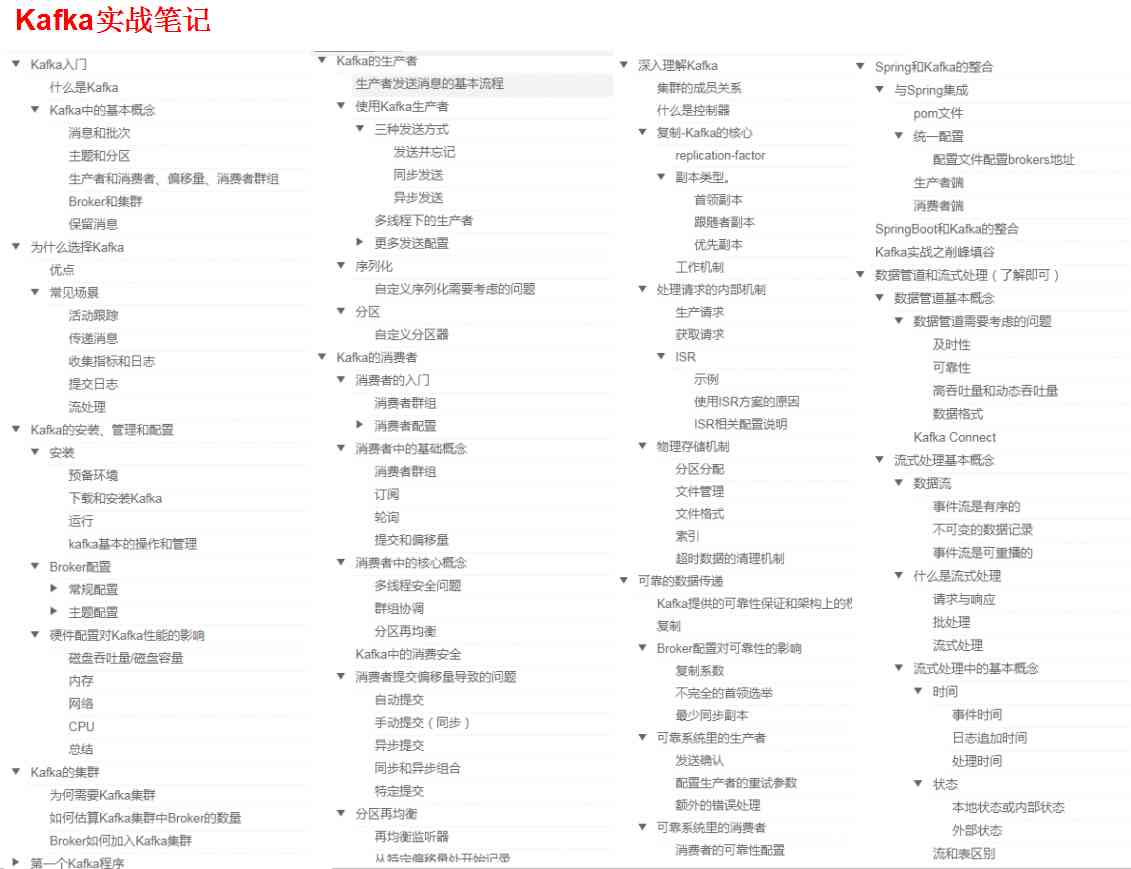 Kafka实战笔记
Kafka入门
什么是Kafka
Kafka中的基本概念
消息和批次
主题和分区
生产者和消费者、偏移量、消费者群组
Broker和集群
保留消息
为什么选择Kafka
优点
常见场景
活动跟踪
传递消息
收集指标和日志
提交日志
流处理
Kafka的安装、管理和配置
安装
预备环境
下载和安装Kafka
运行
kafka基本的操作和管理
Broker配置
常规配置
主题配置
硬件配置对Kafka性能的影响
磁盘吞吐量/磁盘容量
内存
网络
CPU
总结
Kafka的集群
为何需要Kafka集群
如何估算Kafka集群中Broker的数量
Broker如何加入Kafka集群
第一个Kafka程序
Kafka的生产者
生产者发送消息的基本流程
使用Kafka生产者
三种发送方式
发送并忘记
同步发送
异步发送
多线程下的生产者
更多发送配置
序列化
自定义序列化需要考虑的问题
分区
自定义分区器
Kafka的消费者
消费者的入门
消费者群组
消费者配置
消费者中的基础概念
消费者群组
订阅
轮询
提交和偏移量
消费者中的核心概念
多线程安全问题
群组协调
分区再均衡
Kafka中的消费安全
消费者提交偏移量导致的问题
自动提交
手动提交（同步）
异步提交
同步和异步组合
特定提交
分区再均衡
再均衡监听器
从特定偏移量处开始记录
深入理解Kafka
集群的成员关系
什么是控制器
复制-Kafka的核心
replication-factor
副本类型。
首领副本
跟随者副本
优先副本
工作机制
处理请求的内部机制
生产请求
获取请求
ISR
示例
使用ISR方案的原因
ISR相关配置说明
物理存储机制
分区分配
文件管理
文件格式
索引
超时数据的清理机制
可靠的数据传递
Kafka提供的可靠性保证和架构上的
复制
Broker配置对可靠性的影响
复制系数
不完全的首领选举
最少同步副本
可靠系统里的生产者
发送确认
配置生产者的重试参数
额外的错误处理
可靠系统里的消费者
消费者的可靠性配置
Spring和Kafka的整合
与Spring集成
pom文件
统一配置
配置文件配置brokers地址
生产者端
消费者端
SpringBoot和Kafka的整合
Kafka实战之削峰填谷
数据管道和流式处理（了解即可）
数据管道基本概念
数据管道需要考虑的问题
及时性
可靠性
高吞吐量和动态吞吐量
数据格式
Kafka Connect
流式处理基本概念
数据流
事件流是有序的
不可变的数据记录
事件流是可重播的
什么是流式处理
请求与响应
批处理
流式处理
流式处理中的基本概念
时间
事件时间
日志追加时间
处理时间
状态
本地状态或内部状态
外部状态
流和表区别